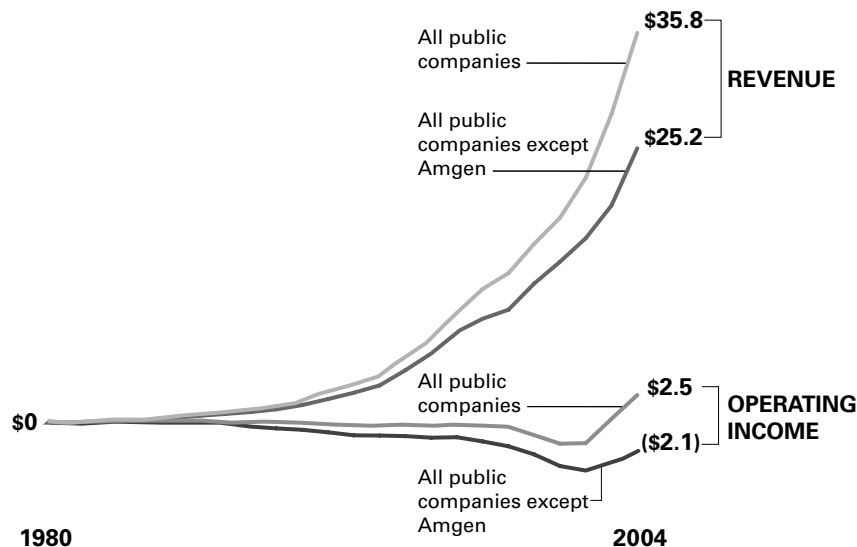 All public
companies
$35.8
REVENUE
All public
companies except
Amgen
$25.2
$0
All public
companies
$2.5
OPERATING
INCOME
($2.1)
All public
companies except
Amgen
1980
2004